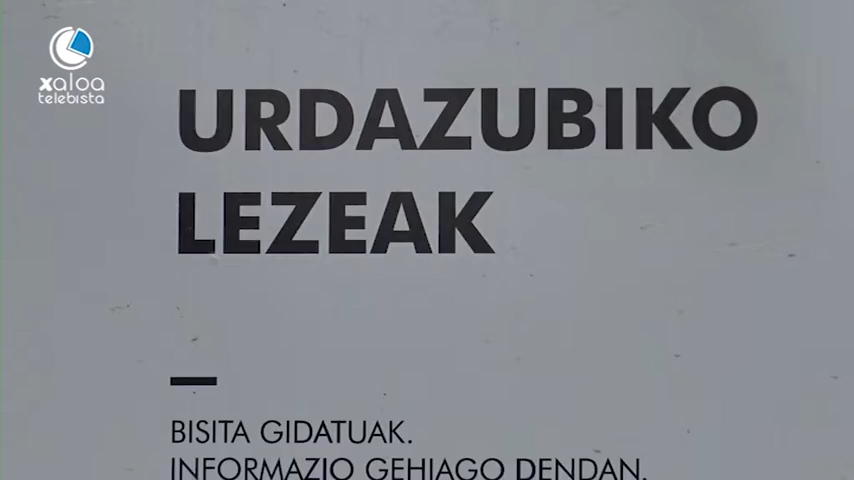 xaloa
telebista
URDAZUBIKO
LEZEAK
BISITA GIDATUAK.
INFORMAZIO GEHIAGO DENDAN.